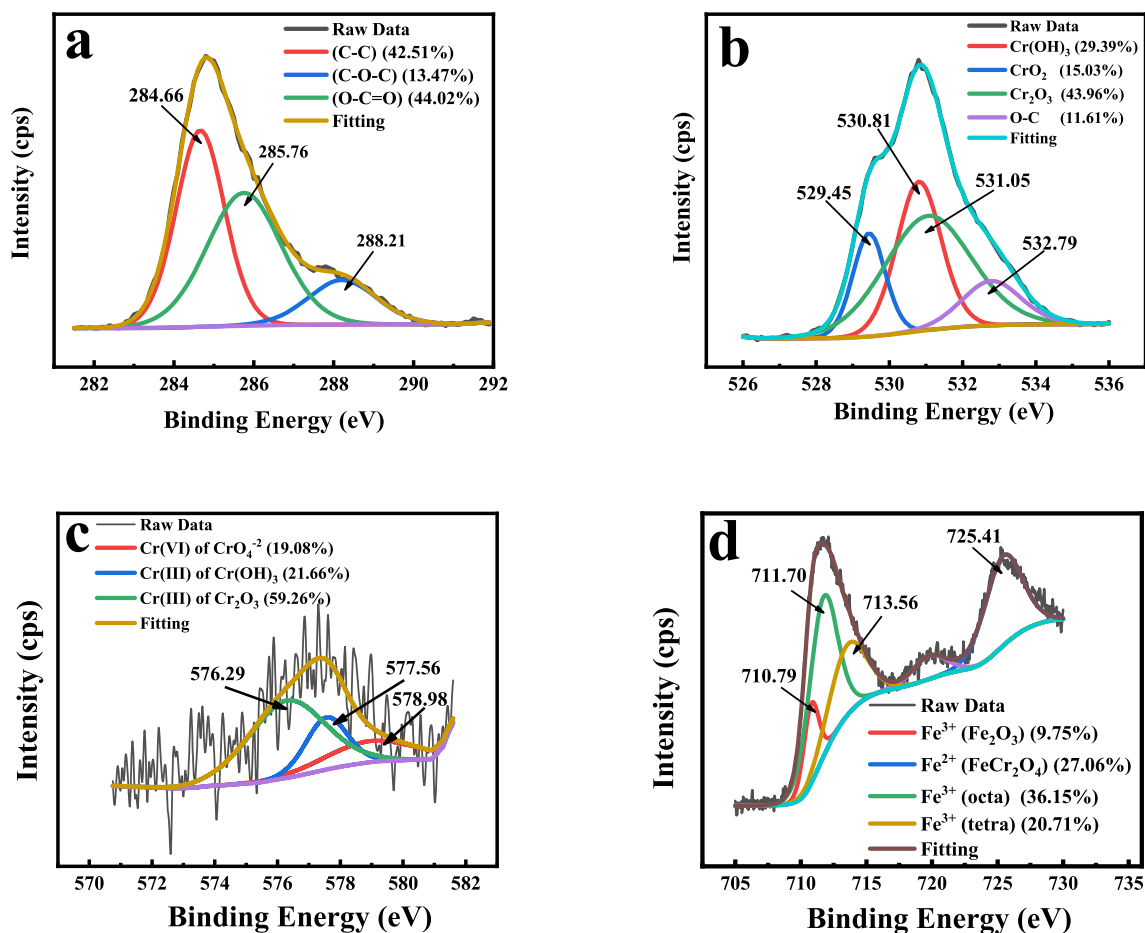 a
Raw Data
(C-C) (42.51%)
(C-O-C) (13.47%)
(O-C=O) (44.02%)
Fitting
284.66
285.76
288.21
Intensity (cps)
282 284 286 288 290 292
Binding Energy (eV)
b
Raw Data
Cr(OH)₃ (29.39%)
CrO₂ (15.03%)
Cr₂O₃ (43.96%)
O-C (11.61%)
Fitting
530.81
529.45
531.05
532.79
Intensity (cps)
526 528 530 532 534 536
Binding Energy (eV)
c
Raw Data
Cr(VI) of CrO₄⁻² (19.08%)
Cr(III) of Cr(OH)₃ (21.66%)
Cr(III) of Cr₂O₃ (59.26%)
Fitting
576.29
577.56
578.98
Intensity (cps)
570 572 574 576 578 580 582
Binding Energy (eV)
d
725.41
711.70
713.56
710.79
Raw Data
Fe³⁺ (Fe₂O₃) (9.75%)
Fe²⁺ (FeCr₂O₄) (27.06%)
Fe³⁺ (octa) (36.15%)
Fe³⁺ (tetra) (20.71%)
Fitting
Intensity (cps)
705 710 715 720 725 730 735
Binding Energy (eV)